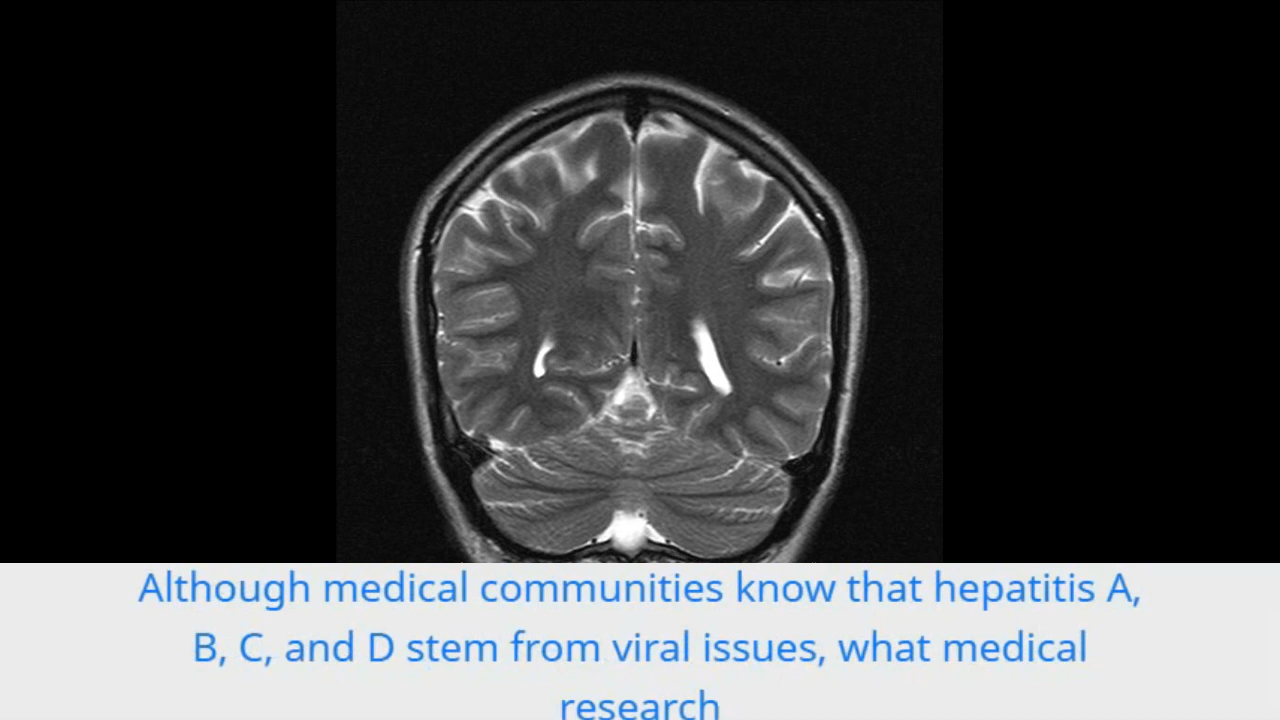 Although medical communities know that hepatitis A,
B, C, and D stem from viral issues, what medical
research